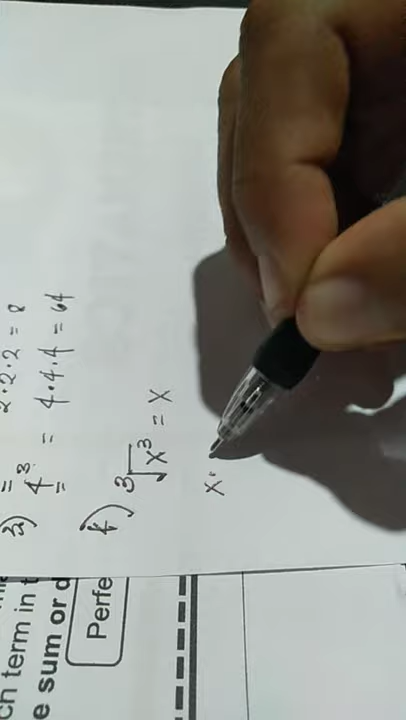 2·2·2 = 8
3) 4³ = 4·4·4 = 64
4) ∛x³ = x
x·
ch term in t
e sum or d
Perfe